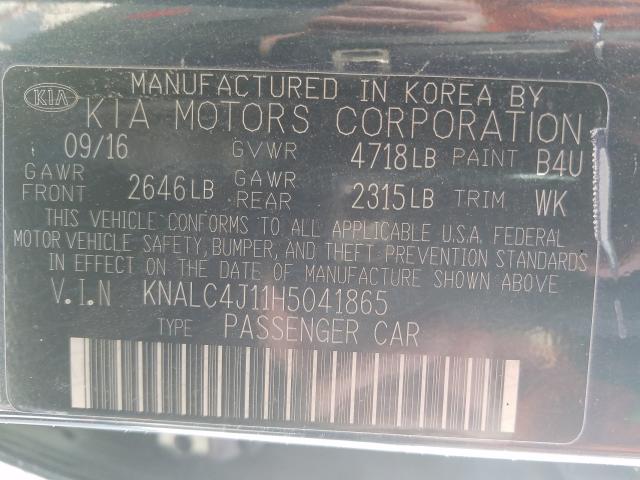 KIA
MANUFACTURED IN KOREA BY
KIA MOTORS CORPORATION
09/16 GVWR 4718LB PAINT B4U
GAWR FRONT 2646LB GAWR REAR 2315LB TRIM WK
THIS VEHICLE CONFORMS TO ALL APPLICABLE U.S.A. FEDERAL
MOTOR VEHICLE SAFETY, BUMPER, AND THEFT PREVENTION STANDARDS
IN EFFECT ON THE DATE OF MANUFACTURE SHOWN ABOVE
V.I.N KNALC4J11H5041865
TYPE PASSENGER CAR